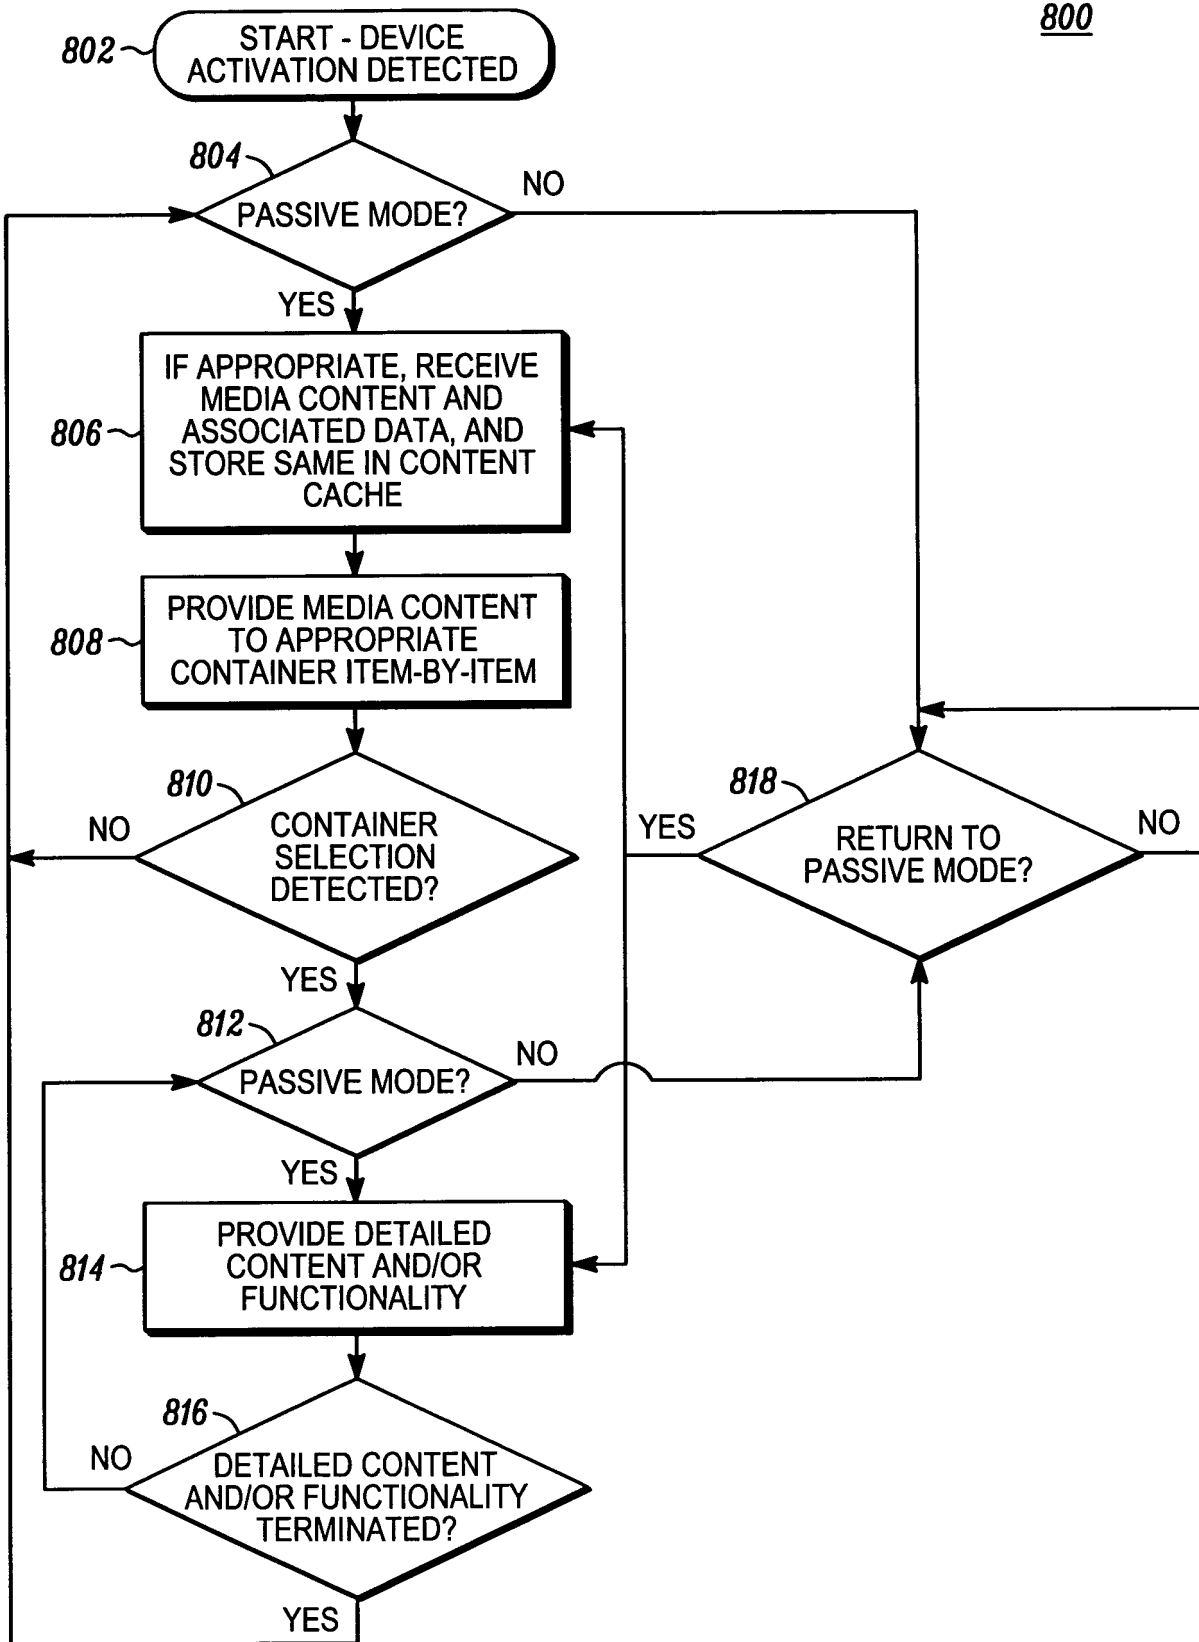 800
802
START - DEVICE
ACTIVATION DETECTED
804
PASSIVE MODE?
NO
YES
806
IF APPROPRIATE, RECEIVE
MEDIA CONTENT AND
ASSOCIATED DATA, AND
STORE SAME IN CONTENT
CACHE
808
PROVIDE MEDIA CONTENT
TO APPROPRIATE
CONTAINER ITEM-BY-ITEM
810
NO
CONTAINER
SELECTION
DETECTED?
YES
818
YES
RETURN TO
PASSIVE MODE?
NO
812
PASSIVE MODE?
NO
YES
814
PROVIDE DETAILED
CONTENT AND/OR
FUNCTIONALITY
816
NO
DETAILED CONTENT
AND/OR FUNCTIONALITY
TERMINATED?
YES